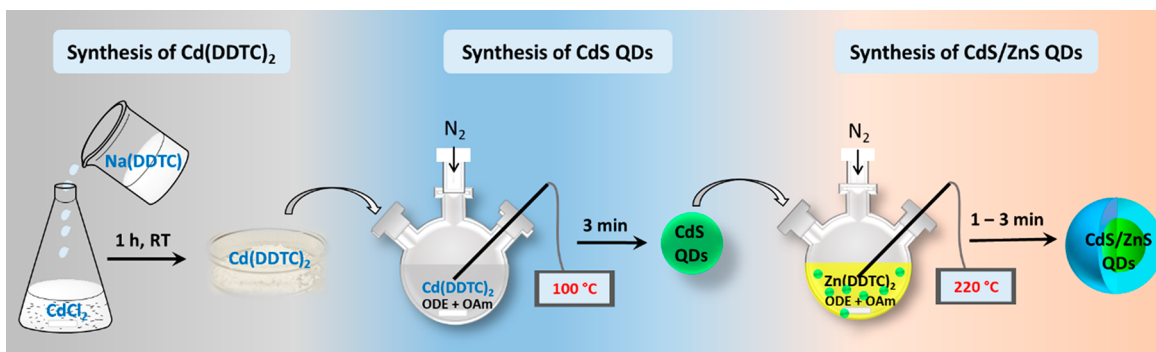 Synthesis of Cd(DDTC)₂
Synthesis of CdS QDs
Synthesis of CdS/ZnS QDs
Na(DDTC)
1 h, RT
CdCl₂
Cd(DDTC)₂
N₂
Cd(DDTC)₂
ODE + OAm
100 °C
3 min
CdS
QDs
N₂
Zn(DDTC)₂
ODE + OAm
220 °C
1 – 3 min
CdS/ZnS
QDs